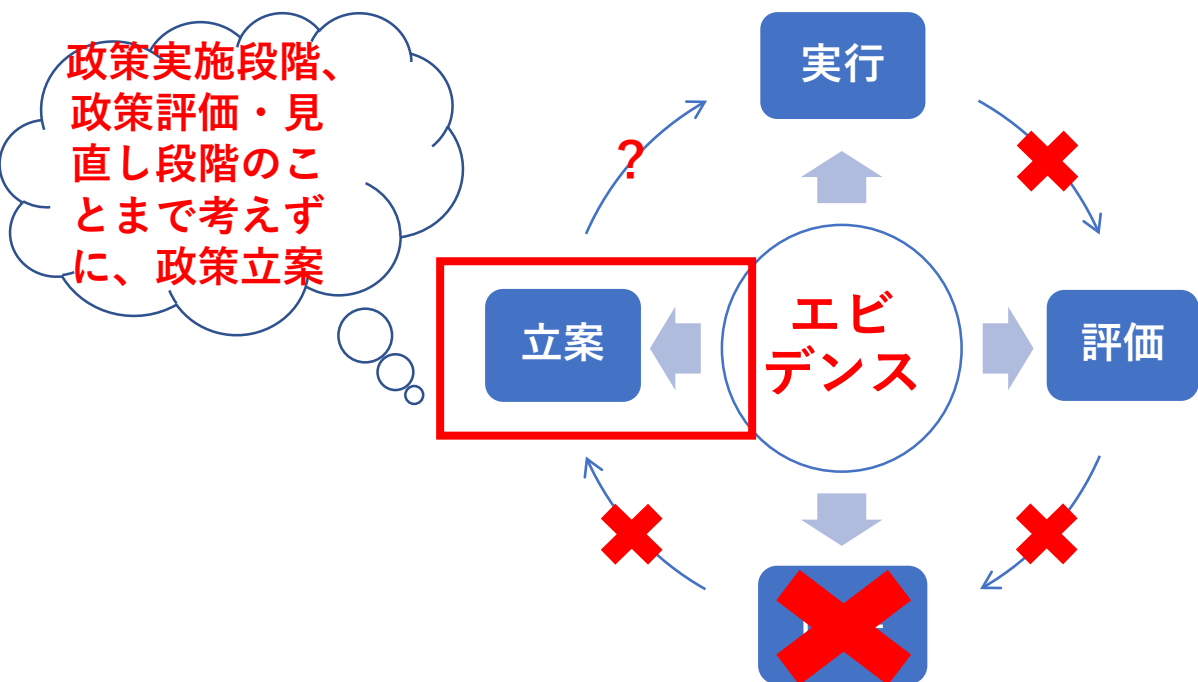 政策実施段階、
政策評価・見
直し段階のこ
とまで考えず
に、政策立案
実行
?
立案
エビ
デンス
評価